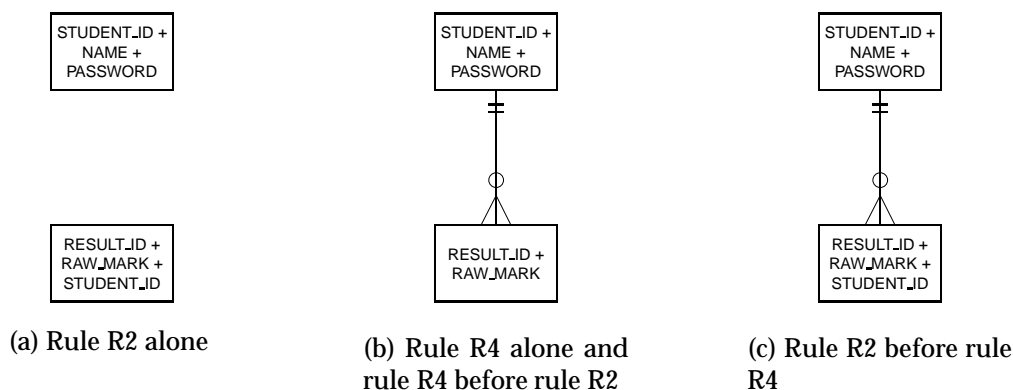 STUDENT_ID +
NAME +
PASSWORD
RESULT_ID +
RAW_MARK +
STUDENT_ID
(a) Rule R2 alone
STUDENT_ID +
NAME +
PASSWORD
RESULT_ID +
RAW_MARK
(b) Rule R4 alone and
rule R4 before rule R2
STUDENT_ID +
NAME +
PASSWORD
RESULT_ID +
RAW_MARK +
STUDENT_ID
(c) Rule R2 before rule
R4